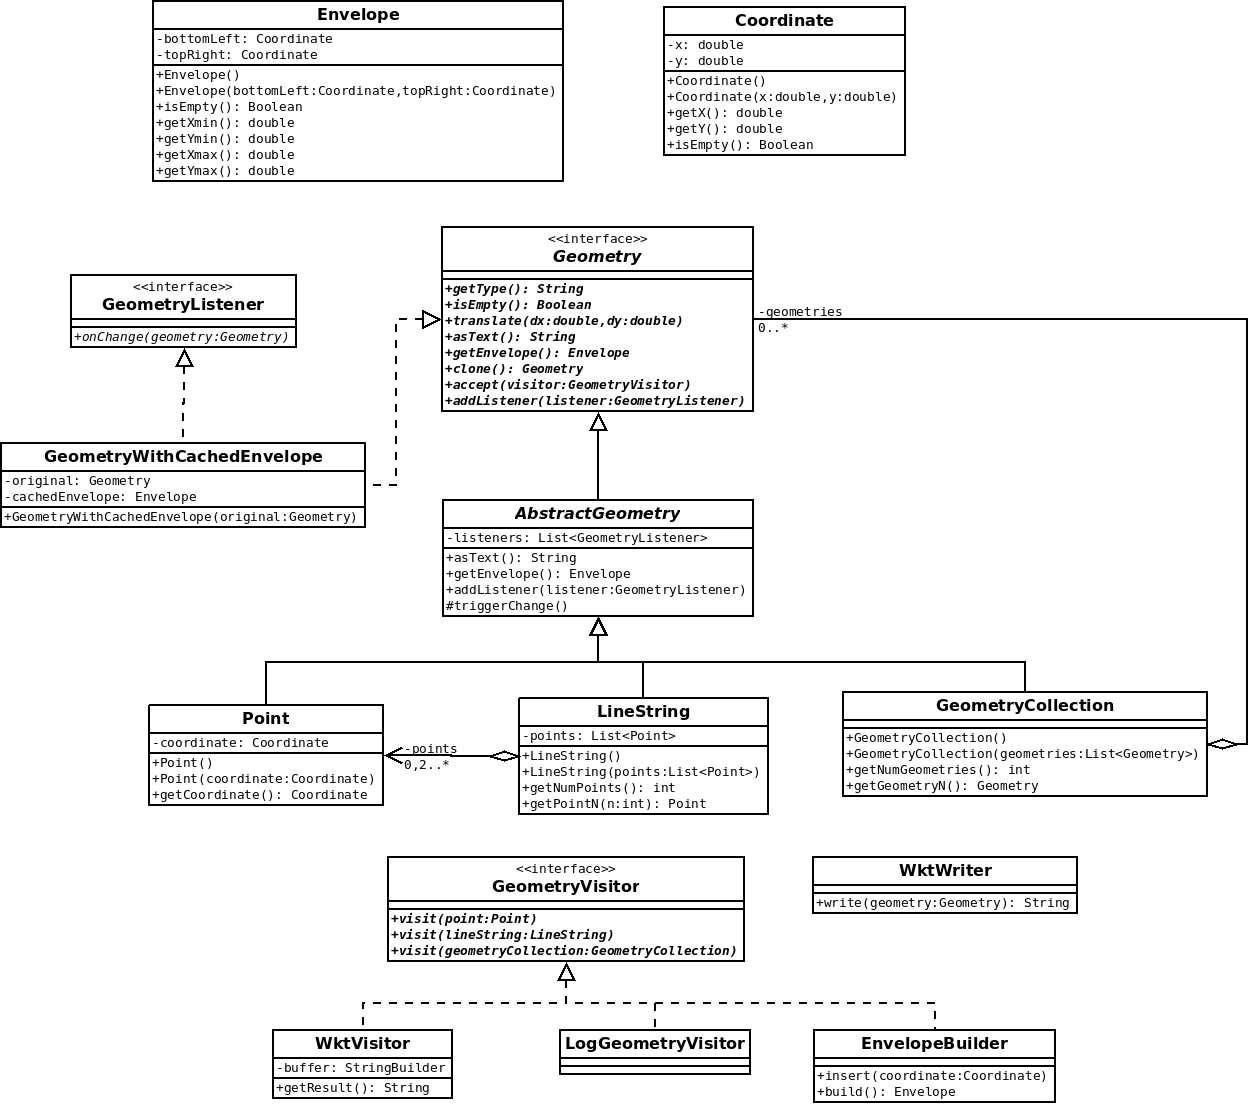 Envelope
-bottomLeft: Coordinate
-topRight: Coordinate
+Envelope()
+Envelope(bottomLeft:Coordinate,topRight:Coordinate)
+isEmpty(): Boolean
+getXmin(): double
+getYmin(): double
+getXmax(): double
+getYmax(): double
Coordinate
-x: double
-y: double
+Coordinate()
+Coordinate(x:double,y:double)
+getX(): double
+getY(): double
+isEmpty(): Boolean
<<interface>>
Geometry
+getType(): String
+isEmpty(): Boolean
+translate(dx:double,dy:double)
+asText(): String
+getEnvelope(): Envelope
+clone(): Geometry
+accept(visitor:GeometryVisitor)
+addListener(listener:GeometryListener)
-geometries
0..*
<<interface>>
GeometryListener
+onChange(geometry:Geometry)
GeometryWithCachedEnvelope
-original: Geometry
-cachedEnvelope: Envelope
+GeometryWithCachedEnvelope(original:Geometry)
AbstractGeometry
-listeners: List<GeometryListener>
+asText(): String
+getEnvelope(): Envelope
+addListener(listener:GeometryListener)
#triggerChange()
Point
-coordinate: Coordinate
+Point()
+Point(coordinate:Coordinate)
+getCoordinate(): Coordinate
-points
0,2..*
LineString
-points: List<Point>
+LineString()
+LineString(points:List<Point>)
+getNumPoints(): int
+getPointN(n:int): Point
GeometryCollection
+GeometryCollection()
+GeometryCollection(geometries:List<Geometry>)
+getNumGeometries(): int
+getGeometryN(): Geometry
<<interface>>
GeometryVisitor
+visit(point:Point)
+visit(lineString:LineString)
+visit(geometryCollection:GeometryCollection)
WktWriter
+write(geometry:Geometry): String
WktVisitor
-buffer: StringBuilder
+getResult(): String
LogGeometryVisitor
EnvelopeBuilder
+insert(coordinate:Coordinate)
+build(): Envelope